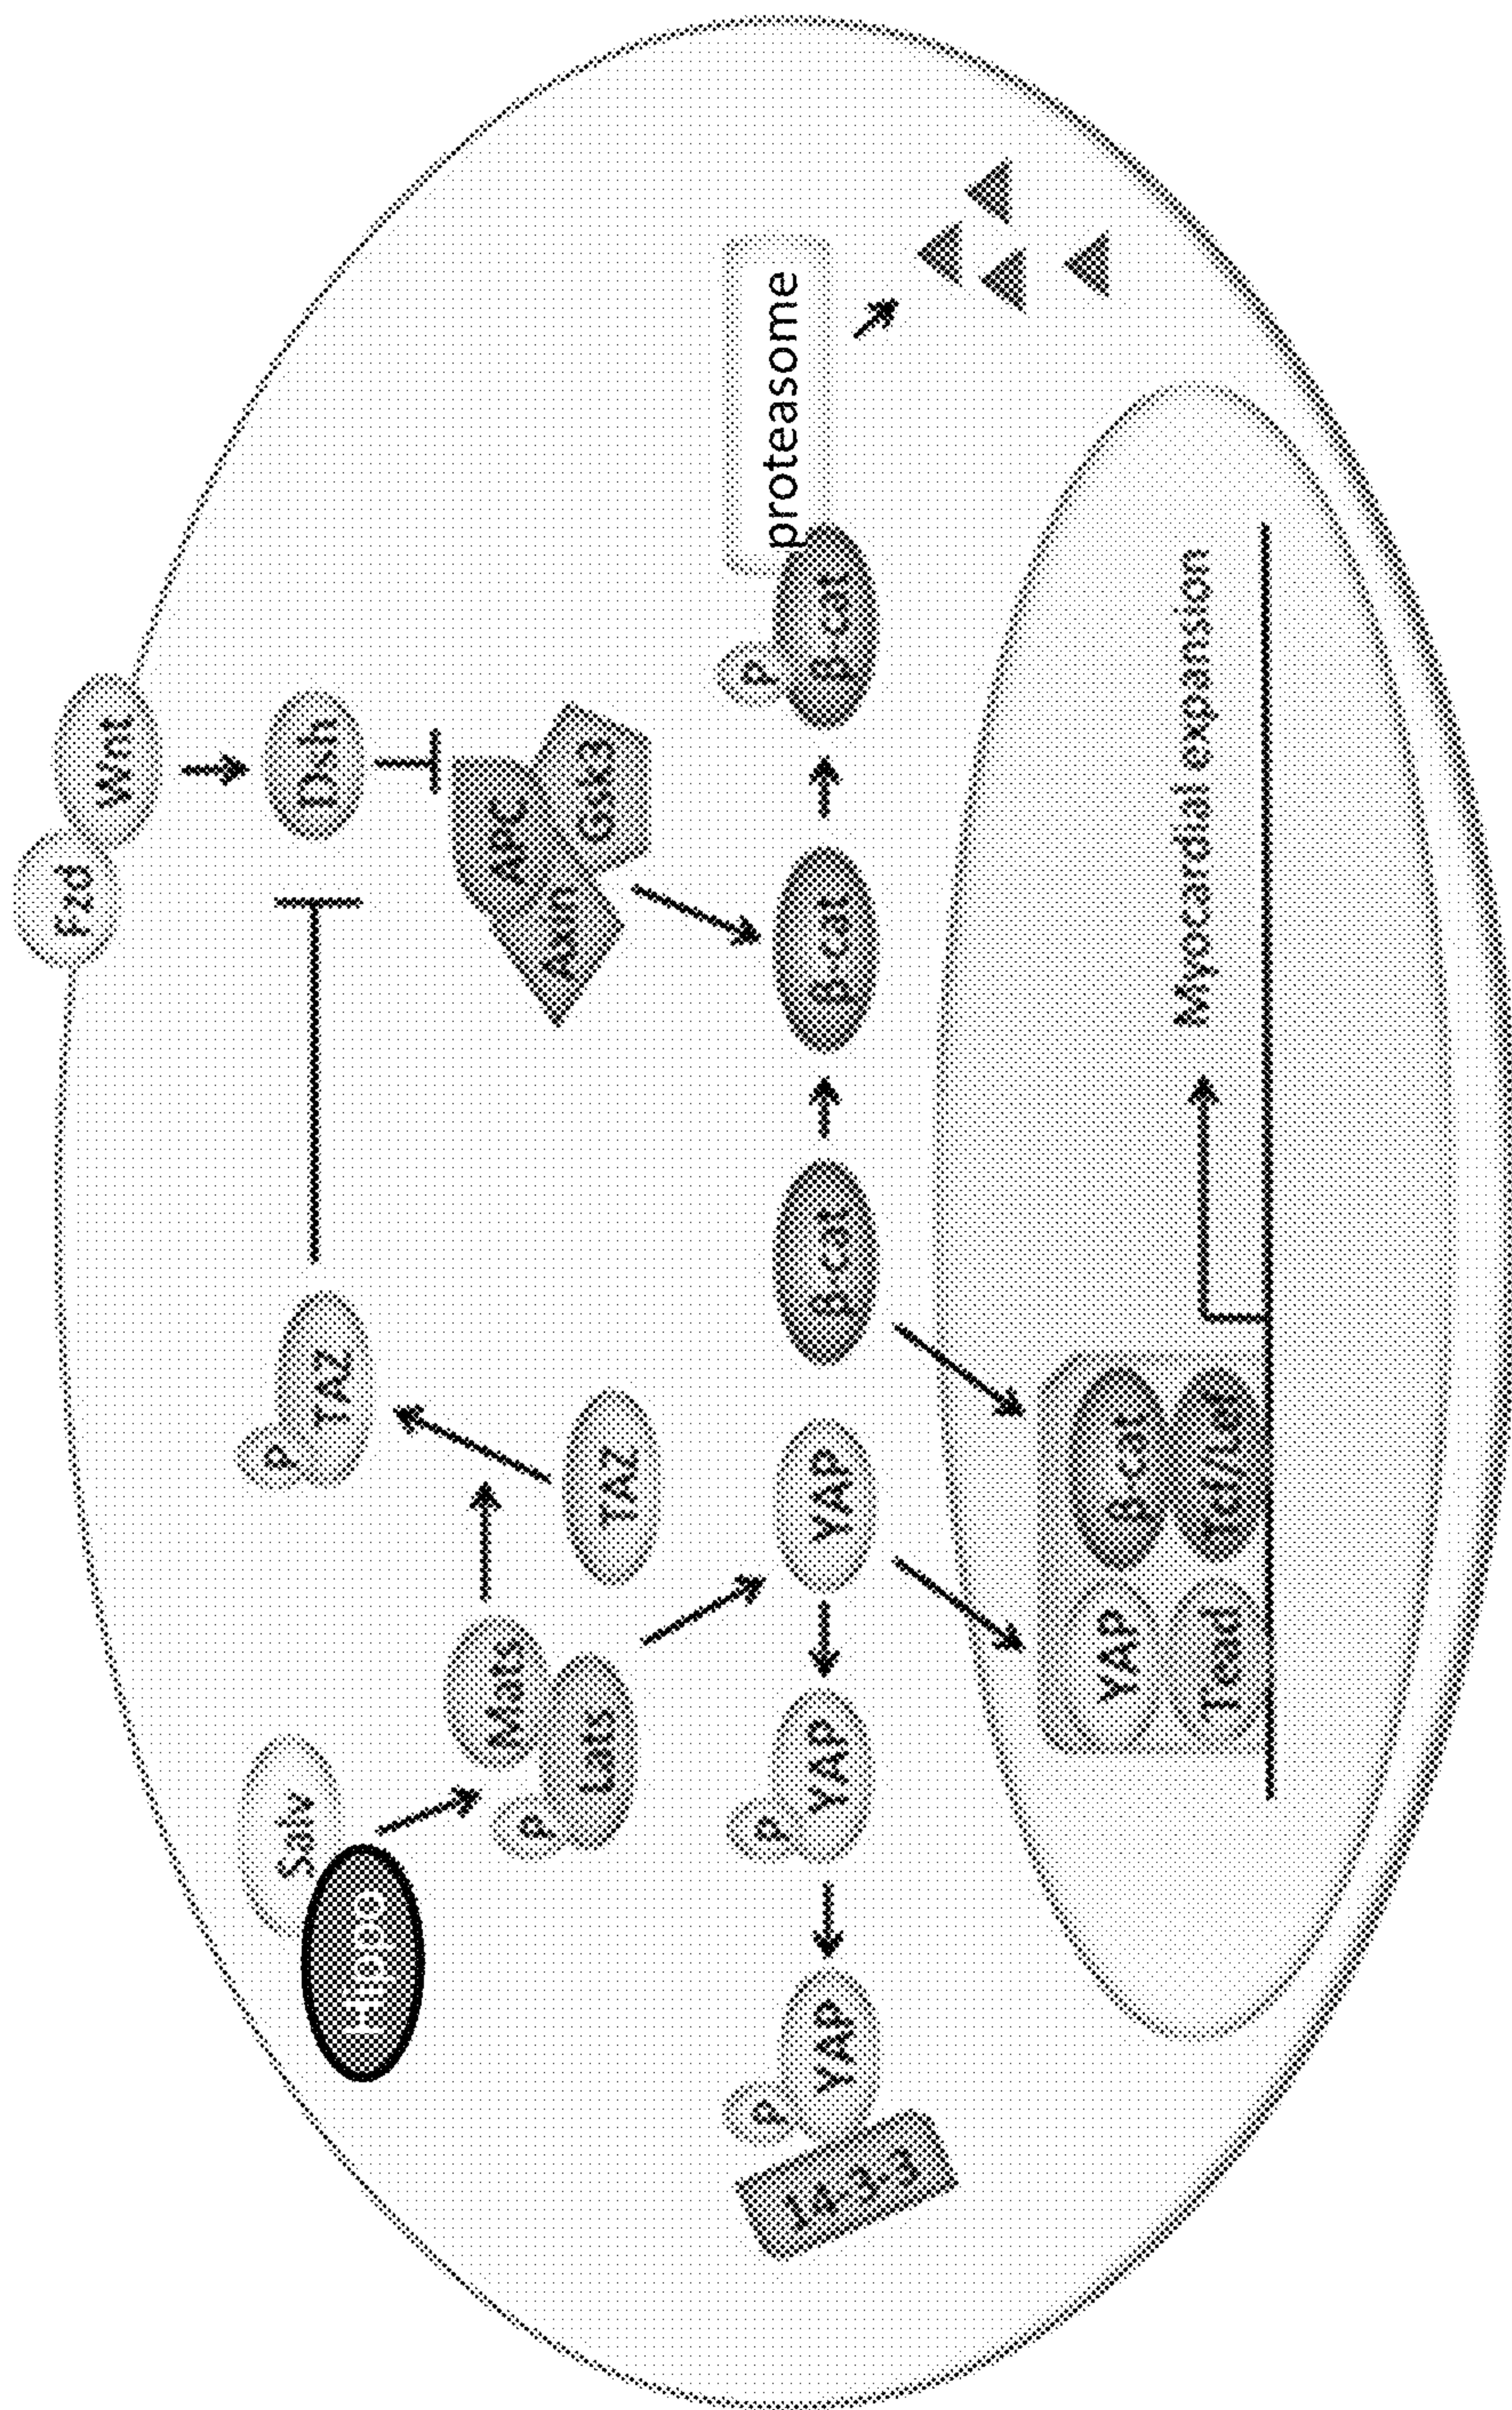 Fzd
Wnt
Salv
Hippo
P
TAZ
Dsh
Mats
P
Lats
TAZ
APC
Axin
Gsk3
14-3-3
P
YAP
P
YAP
YAP
β-cat
β-cat
P
β-cat
proteasome
YAP
β-cat
Tead
Tcf/Lef
Myocardial expansion